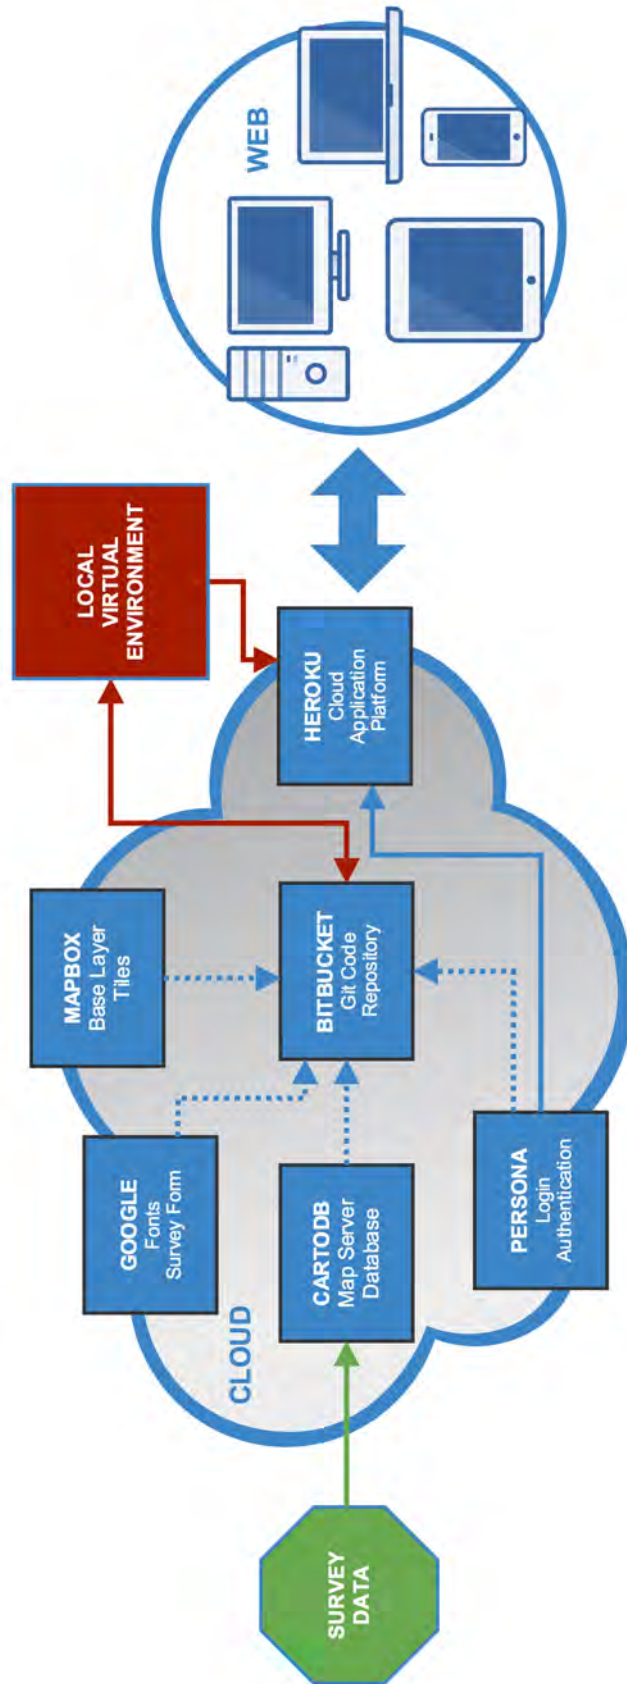 SURVEY
DATA
CLOUD
GOOGLE
Fonts
Survey Form
CARTODB
Map Server
Database
PERSONA
Login
Authentication
MAPBOX
Base Layer
Tiles
BITBUCKET
Git Code
Repository
HEROKU
Cloud
Application
Platform
LOCAL
VIRTUAL
ENVIRONMENT
WEB